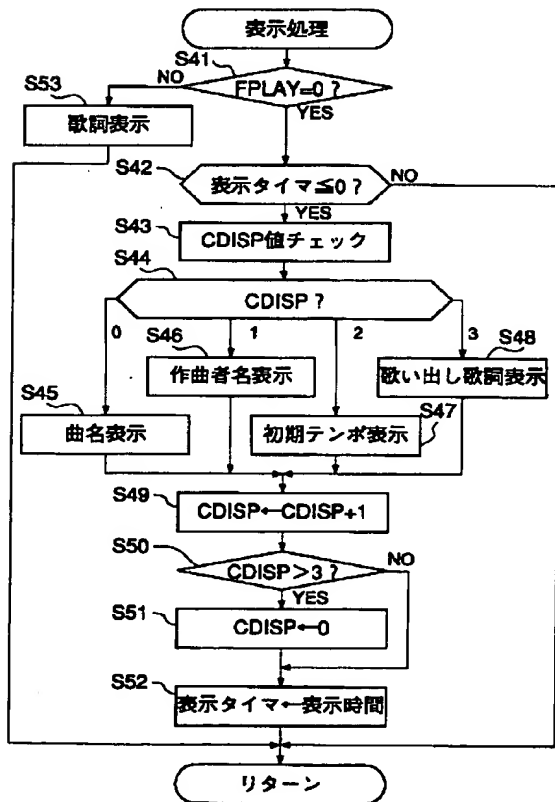 表示処理
S41
FPLAY=0?
NO
YES
S53
歌詞表示
S42
表示タイマ≦0?
NO
YES
S43
CDISP値チェック
S44
CDISP?
0
1
2
3
S46
作曲者名表示
S48
歌い出し歌詞表示
S45
曲名表示
S47
初期テンポ表示
S49
CDISP←CDISP+1
S50
CDISP>3?
NO
YES
S51
CDISP←0
S52
表示タイマ←表示時間
リターン